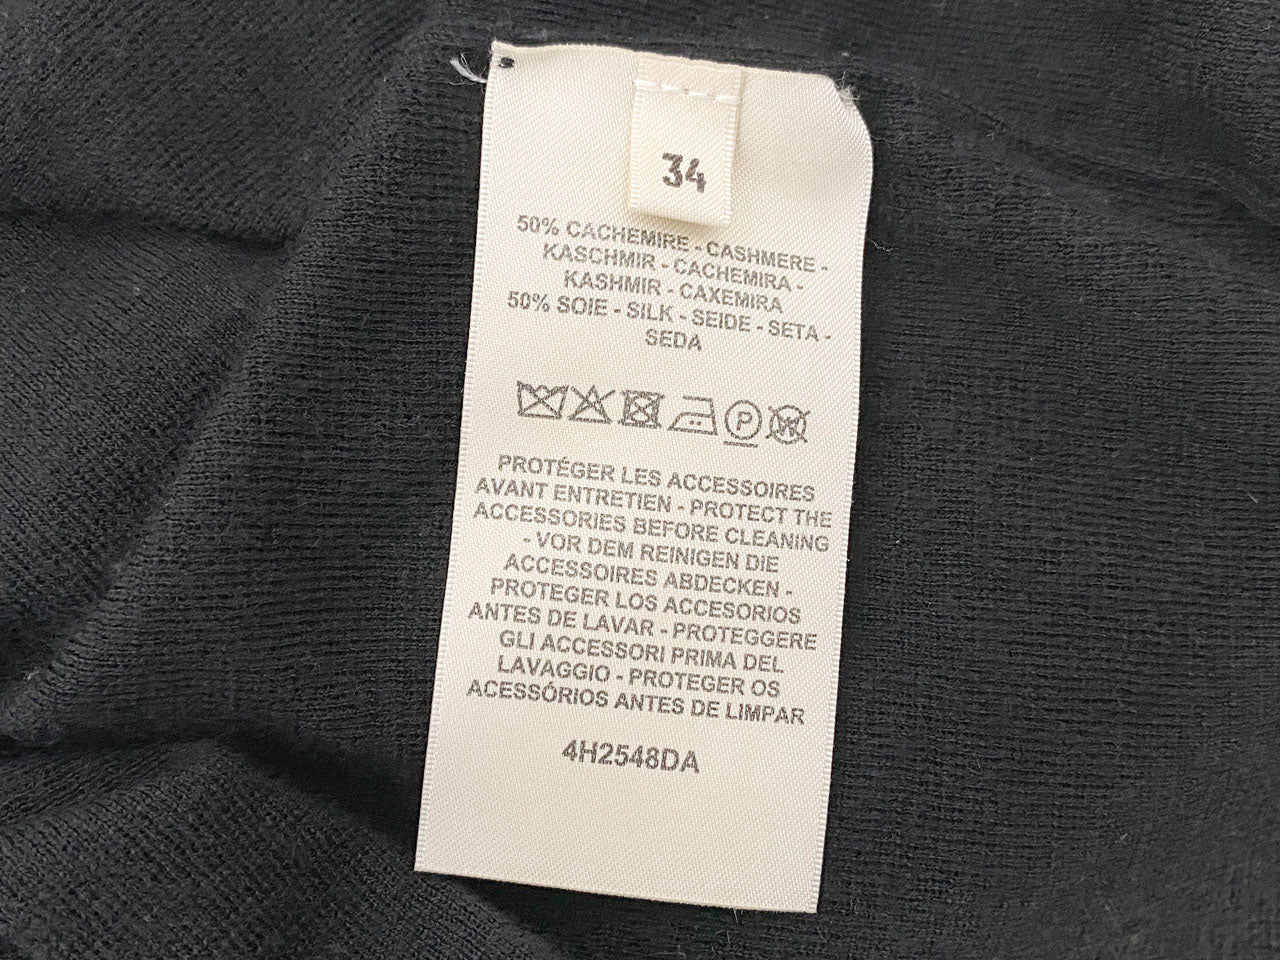 34
50% CACHEMIRE - CASHMERE -
KASCHMIR - CACHEMIRA -
KASHMIR - CAXEMIRA
50% SOIE - SILK - SEIDE - SETA -
SEDA
P W
PROTÉGER LES ACCESSOIRES
AVANT ENTRETIEN - PROTECT THE
ACCESSORIES BEFORE CLEANING
- VOR DEM REINIGEN DIE
ACCESSOIRES ABDECKEN -
PROTEGER LOS ACCESORIOS
ANTES DE LAVAR - PROTEGGERE
GLI ACCESSORI PRIMA DEL
LAVAGGIO - PROTEGER OS
ACESSÓRIOS ANTES DE LIMPAR
4H2548DA